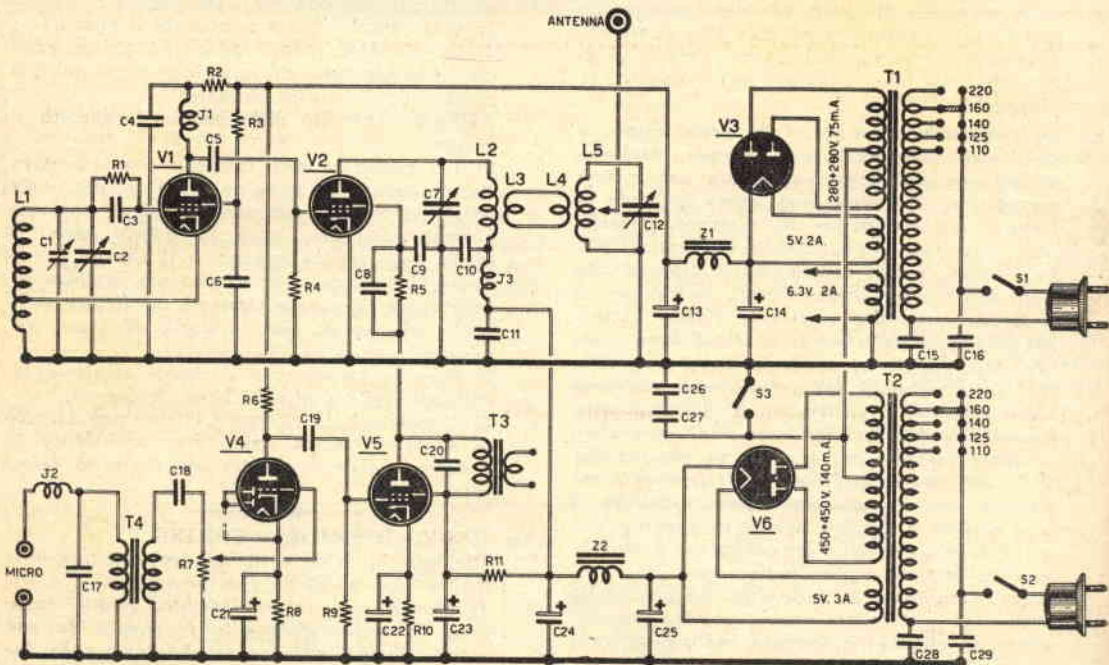 ANTENNA
R2
T1
220
160
140
125
110
C4
J1
R3
V3
R1
V1
C5
V2
L2
L5
L1
C3
C7
L3
L4
C12
280+280V. 75m.A.
C1
C2
C6
R4
C8
C9
C10
R5
J3
Z1
5V. 2A.
6.3V. 2A.
S1
C11
C13
C14
C15
C16
R6
C26
S3
T2
C27
220
160
140
125
110
V4
C19
V5
C20
T3
J2
C18
V6
450+450V. 140m.A.
T4
R7
MICRO
C17
R11
Z2
S2
C21
R8
R9
C22
R10
C23
C24
C25
5V. 3A.
C28
C29